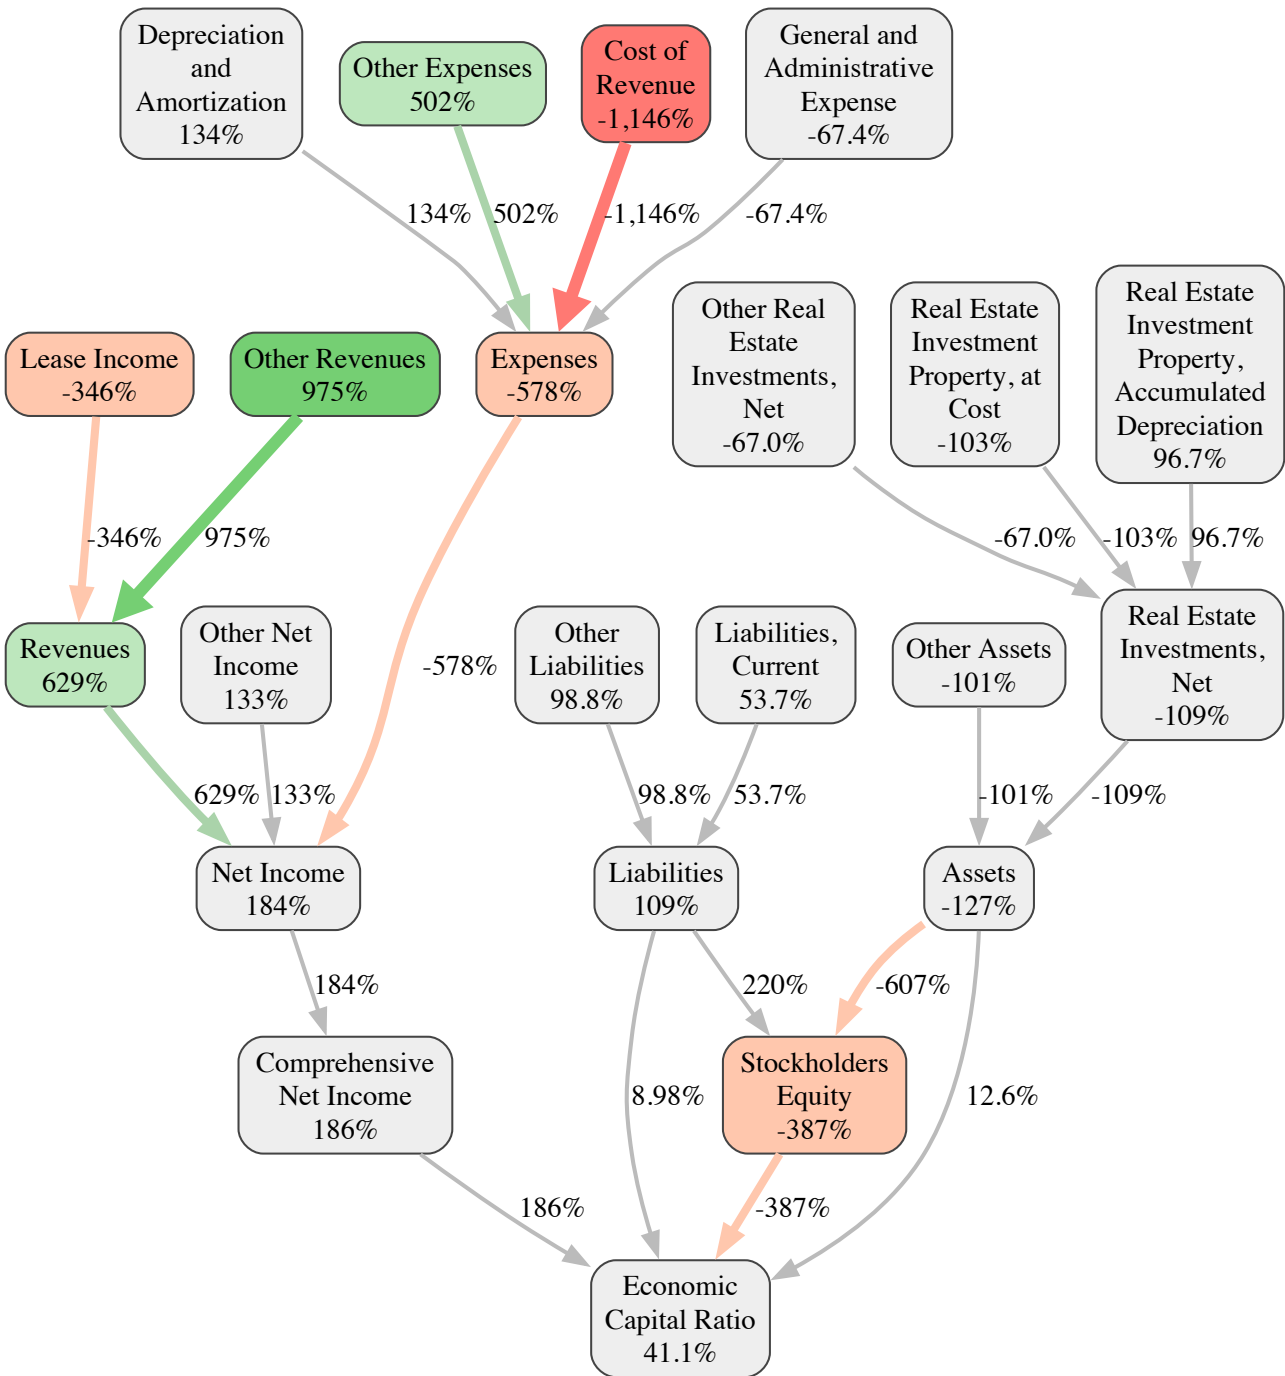 Depreciation
and
Amortization
134%
Other Expenses
502%
Cost of
Revenue
-1,146%
General and
Administrative
Expense
-67.4%
134%
502%
-1,146%
-67.4%
Lease Income
-346%
Other Revenues
975%
Expenses
-578%
Other Real
Estate
Investments,
Net
-67.0%
Real Estate
Investment
Property, at
Cost
-103%
Real Estate
Investment
Property,
Accumulated
Depreciation
96.7%
-346%
975%
-67.0%
-103%
96.7%
Revenues
629%
Other Net
Income
133%
-578%
Other
Liabilities
98.8%
Liabilities,
Current
53.7%
Other Assets
-101%
Real Estate
Investments,
Net
-109%
629%
133%
98.8%
53.7%
-101%
-109%
Net Income
184%
Liabilities
109%
Assets
-127%
184%
220%
-607%
Comprehensive
Net Income
186%
8.98%
Stockholders
Equity
-387%
12.6%
186%
-387%
Economic
Capital Ratio
41.1%